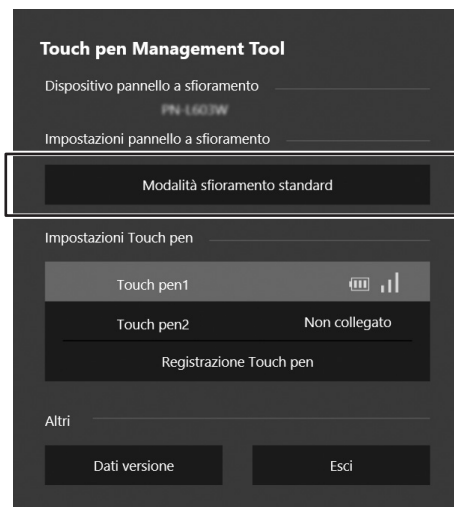 Touch pen Management Tool
Dispositivo pannello a sfioramento
PN-L603W
Impostazioni pannello a sfioramento
Modalità sfioramento standard
Impostazioni Touch pen
Touch pen1
Touch pen2 Non collegato
Registrazione Touch pen
Altri
Dati versione Esci